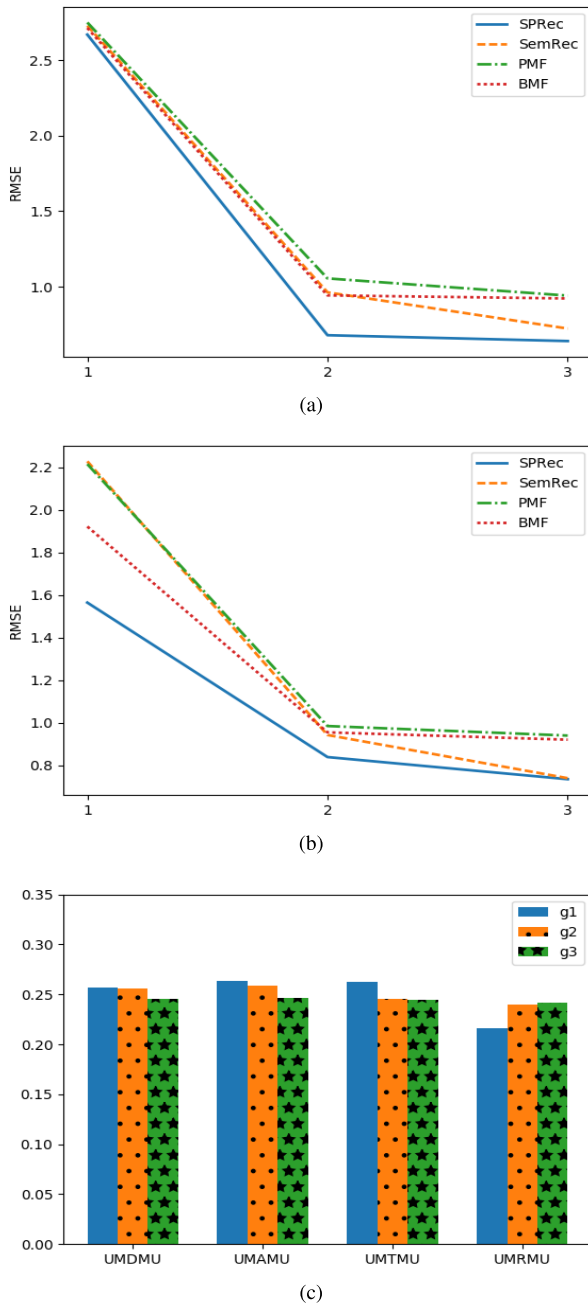 SPRec
SemRec
PMF
BMF
2.5
2.0
1.5
1.0
RMSE
1
2
3
(a)
SPRec
SemRec
PMF
BMF
2.2
2.0
1.8
1.6
1.4
1.2
1.0
0.8
RMSE
1
2
3
(b)
g1
g2
g3
0.35
0.30
0.25
0.20
0.15
0.10
0.05
0.00
UMDMU
UMAMU
UMTMU
UMRMU
(c)